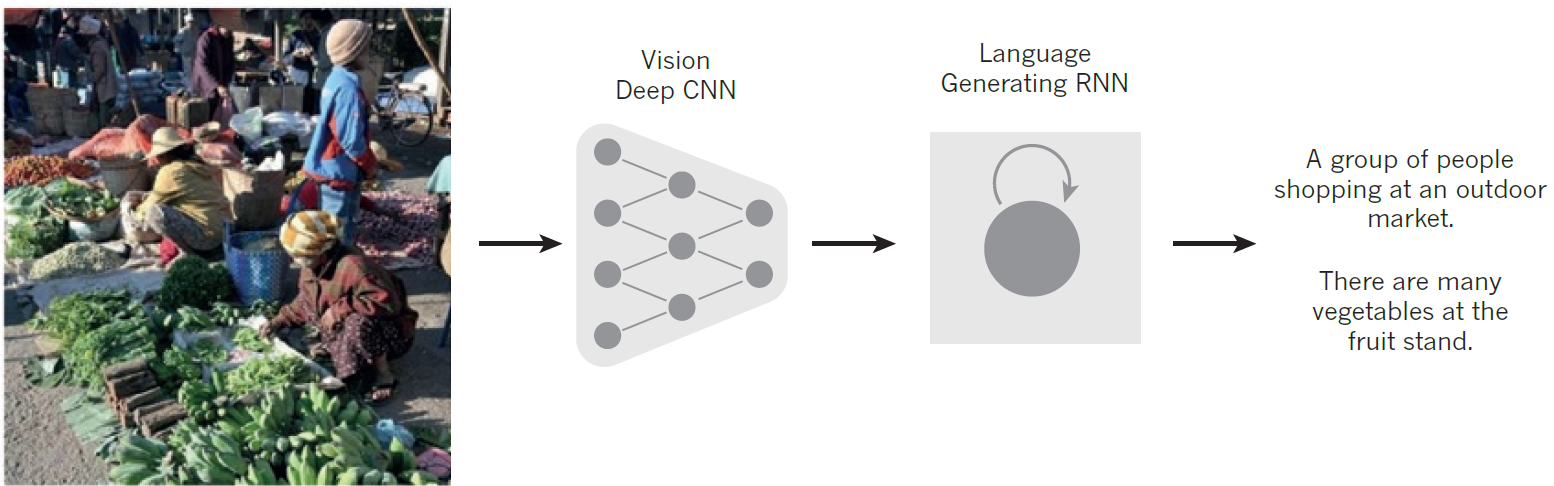 Vision
Deep CNN
Language
Generating RNN
A group of people
shopping at an outdoor
market.
There are many
vegetables at the
fruit stand.